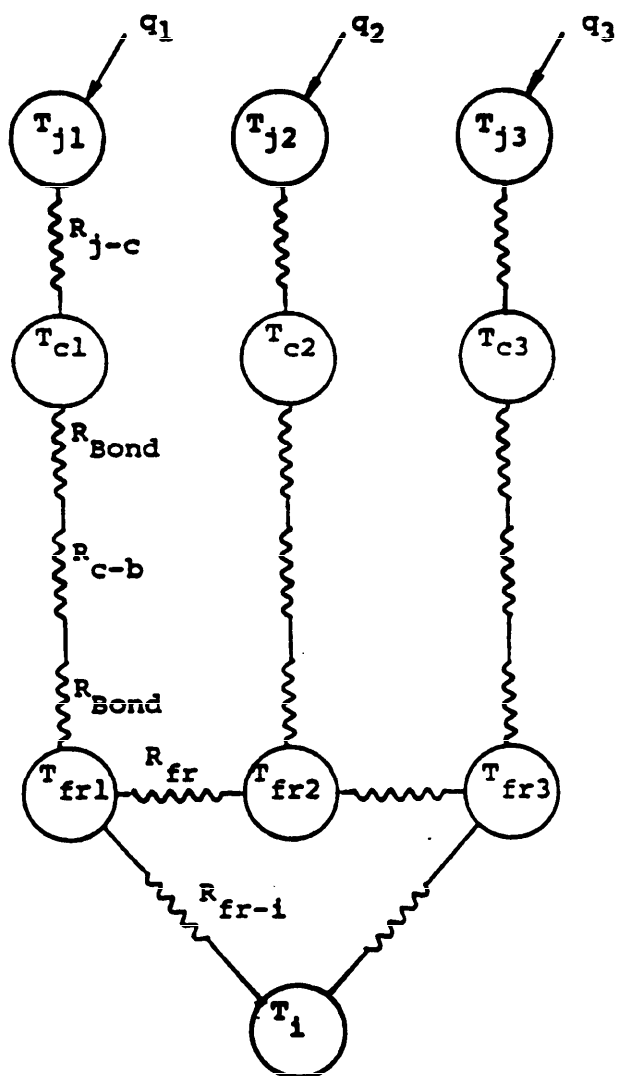 q1 q2 q3
Tj1 Tj2 Tj3
Rj-c
Tc1 Tc2 Tc3
RBond
Rc-b
RBond
Rfr
Tfr1 Tfr2 Tfr3
Rfr-i
Ti